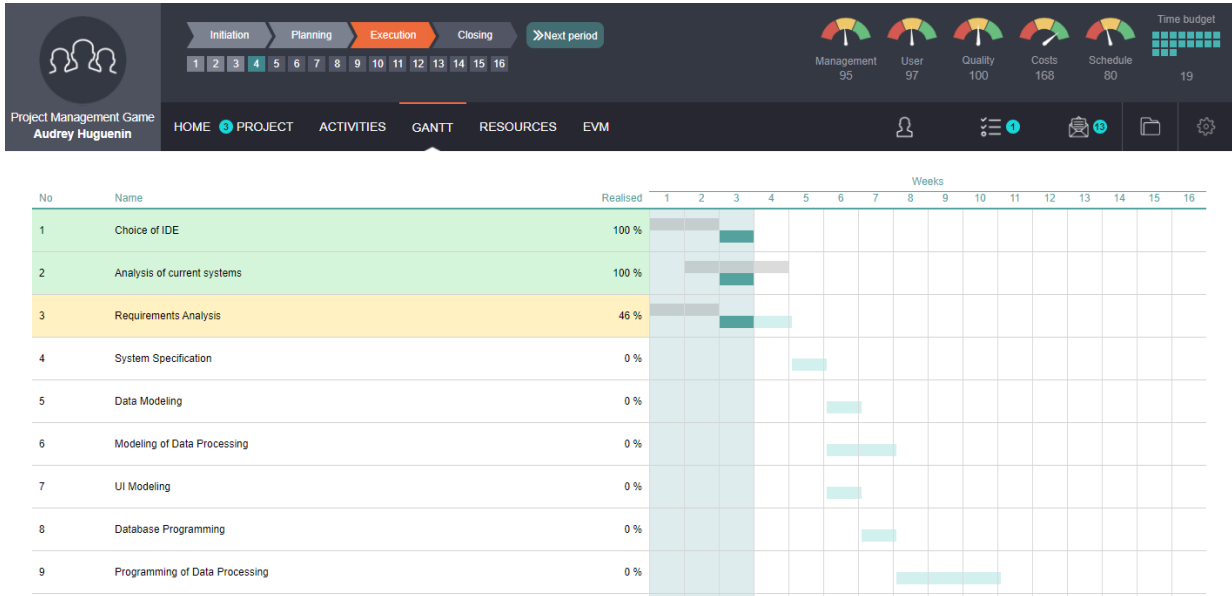 Initiation Planning Execution Closing Next period
1 2 3 4 5 6 7 8 9 10 11 12 13 14 15 16
Management
95
User
97
Quality
100
Costs
168
Schedule
80
Time budget
19
Project Management Game
Audrey Huguenin
HOME 3 PROJECT ACTIVITIES GANTT RESOURCES EVM
1 13
Weeks
No Name Realised 1 2 3 4 5 6 7 8 9 10 11 12 13 14 15 16
1 Choice of IDE 100 %
2 Analysis of current systems 100 %
3 Requirements Analysis 46 %
4 System Specification 0 %
5 Data Modeling 0 %
6 Modeling of Data Processing 0 %
7 UI Modeling 0 %
8 Database Programming 0 %
9 Programming of Data Processing 0 %